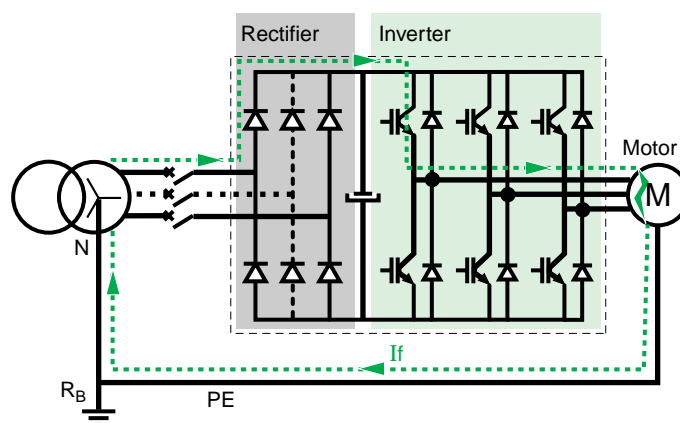 Rectifier
Inverter
Motor
M
N
If
RB
PE